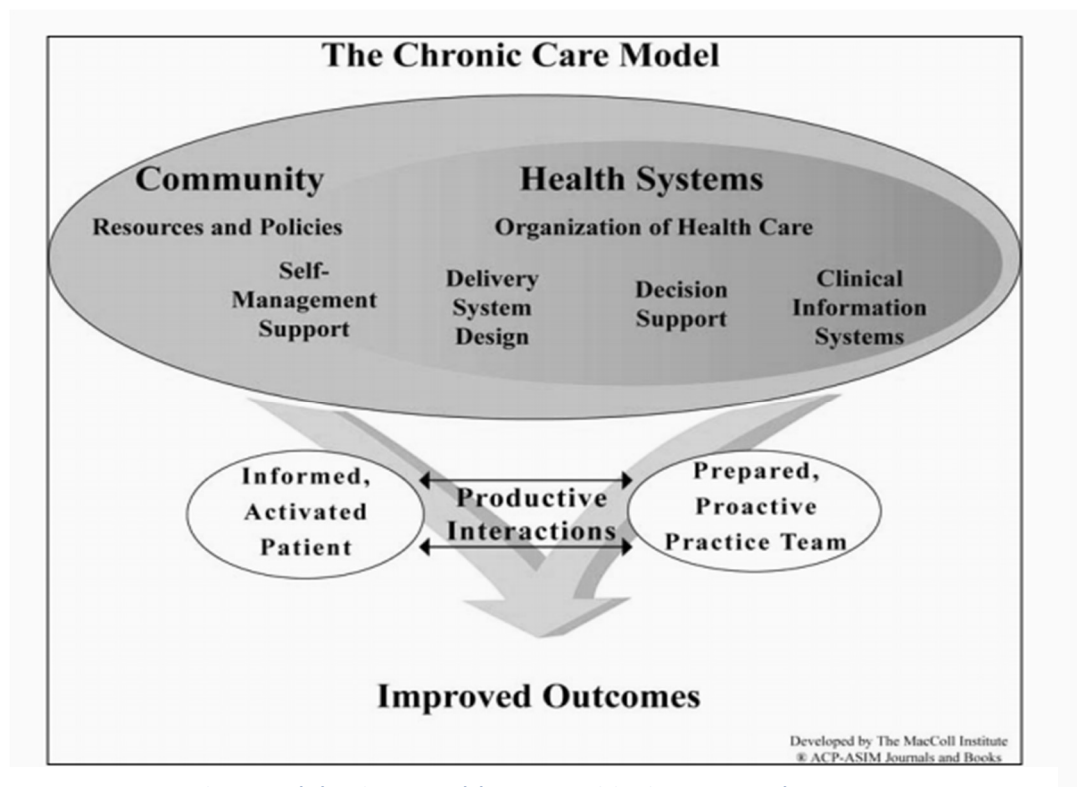 The Chronic Care Model
Community
Resources and Policies
Health Systems
Organization of Health Care
Self-
Management
Support
Delivery
System
Design
Decision
Support
Clinical
Information
Systems
Informed,
Activated
Patient
Productive
Interactions
Prepared,
Proactive
Practice Team
Improved Outcomes
Developed by The MacColl Institute
® ACP-ASIM Journals and Books